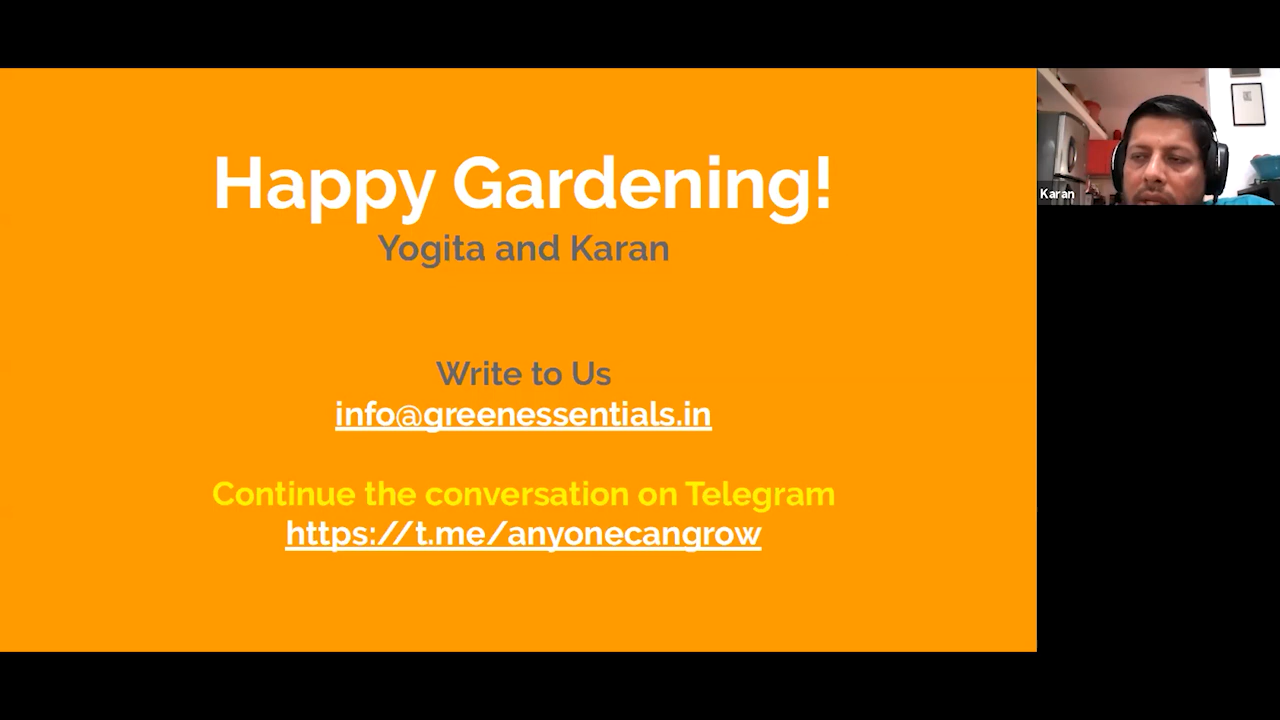 Happy Gardening!
Yogita and Karan
Write to Us
info@greenessentials.in
Continue the conversation on Telegram
https://t.me/anyonecangrow
Karan